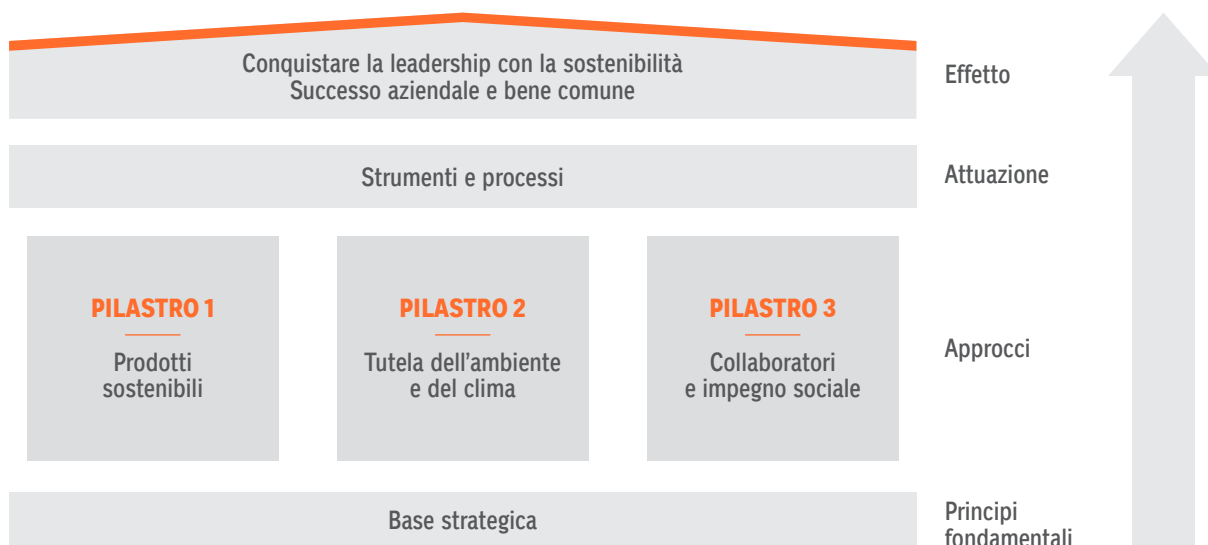 Conquistare la leadership con la sostenibilità
Successo aziendale e bene comune
Effetto
Strumenti e processi
Attuazione
PILASTRO 1
Prodotti
sostenibili
PILASTRO 2
Tutela dell'ambiente
e del clima
PILASTRO 3
Collaboratori
e impegno sociale
Approcci
Base strategica
Principi
fondamentali